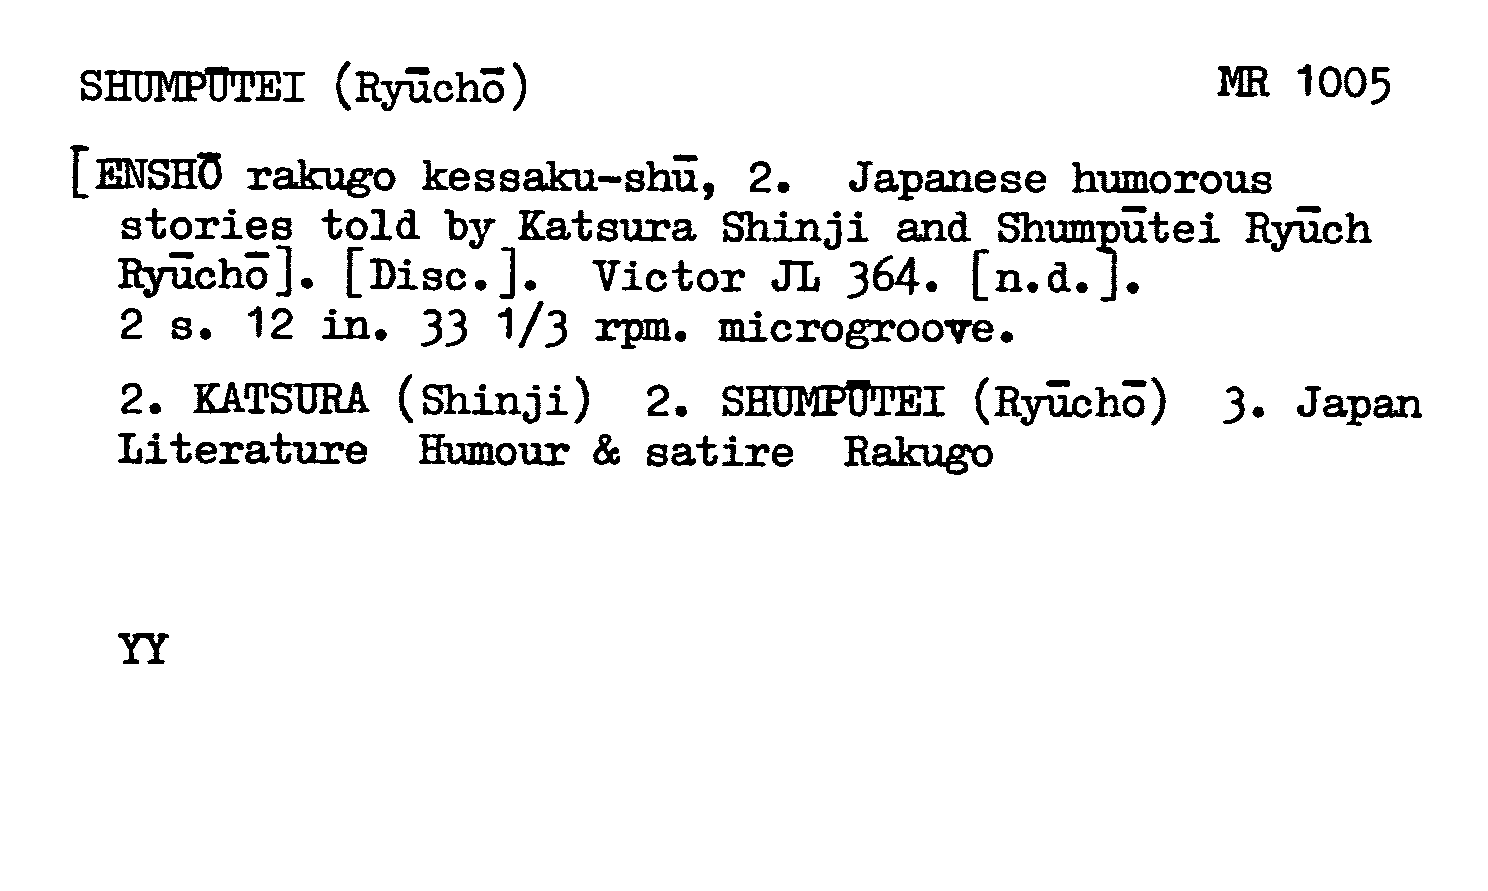 SHUMPŪTEI (Ryūchō) MR 1005
[ENSHŌ rakugo kessaku-shū, 2. Japanese humorous
stories told by Katsura Shinji and Shumpūtei Ryūch
Ryūchō]. [Disc.]. Victor JL 364. [n.d.].
2 s. 12 in. 33 1/3 rpm. microgroove.
2. KATSURA (Shinji) 2. SHUMPŪTEI (Ryūchō) 3. Japan
Literature Humour & satire Rakugo
YY